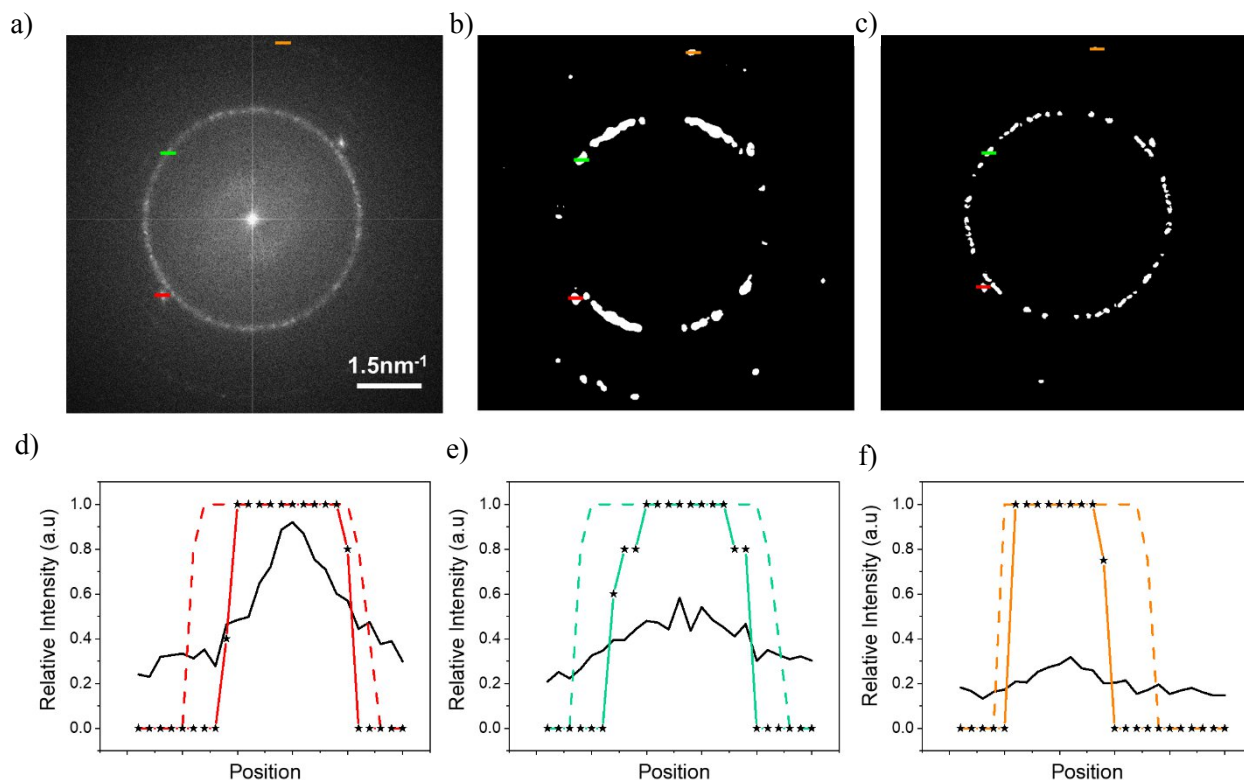 a)
b)
c)
1.5nm⁻¹
d)
e)
f)
Relative Intensity (a.u)
1.0
0.8
0.6
0.4
0.2
0.0
Position
Relative Intensity (a.u)
1.0
0.8
0.6
0.4
0.2
0.0
Position
Relative Intensity (a.u)
1.0
0.8
0.6
0.4
0.2
0.0
Position